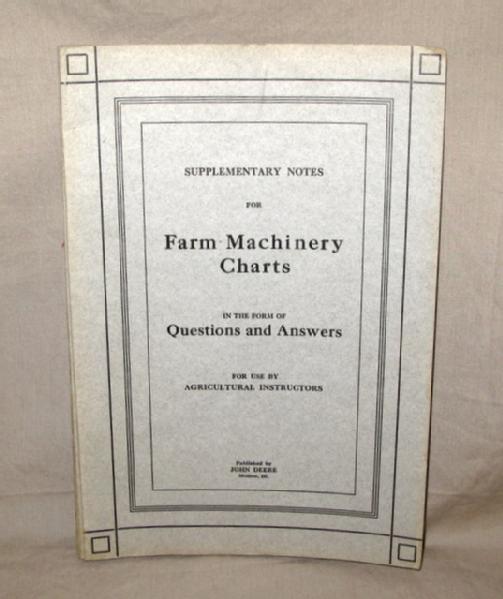 SUPPLEMENTARY NOTES
FOR
Farm Machinery
Charts
IN THE FORM OF
Questions and Answers
FOR USE BY
AGRICULTURAL INSTRUCTORS
Published by
JOHN DEERE